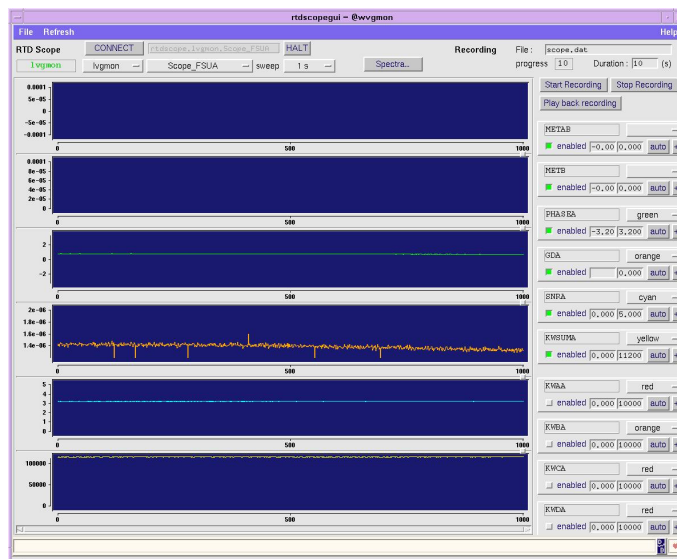 rtdscopegui - @wvgmon
File Refresh Help
RTD Scope CONNECT rtdscope.lvgmon.Scope_FSUA HALT Recording File : scope.dat
progress 10 Duration : 10 (s)
lvgmon lvgmon Scope_FSUA sweep 1 s Spectra...
Start Recording Stop Recording
Play back recording
0.0001
5e-05
0
-5e-05
-0.0001
0 500 1000
METAB
enabled -0.00 0.000 auto
0.0001
8e-05
6e-05
4e-05
2e-05
0
0 500 1000
METB
enabled -0.00 0.000 auto
PHASEA green
enabled -3.20 3.200 auto
2
0
-2
0 500 1000
GDA orange
enabled 0.000 auto
SNRA cyan
enabled 0.000 5.000 auto
2e-06
1.8e-06
1.6e-06
1.4e-06
0 500 1000
KWSUMA yellow
enabled 0.000 11200 auto
5
4
3
2
1
0
0 500 1000
KWAA red
enabled 0.000 10000 auto
KWBA orange
enabled 0.000 10000 auto
100000
50000
0
0 500 1000
KWCA red
enabled 0.000 10000 auto
KWDA red
enabled 0.000 10000 auto